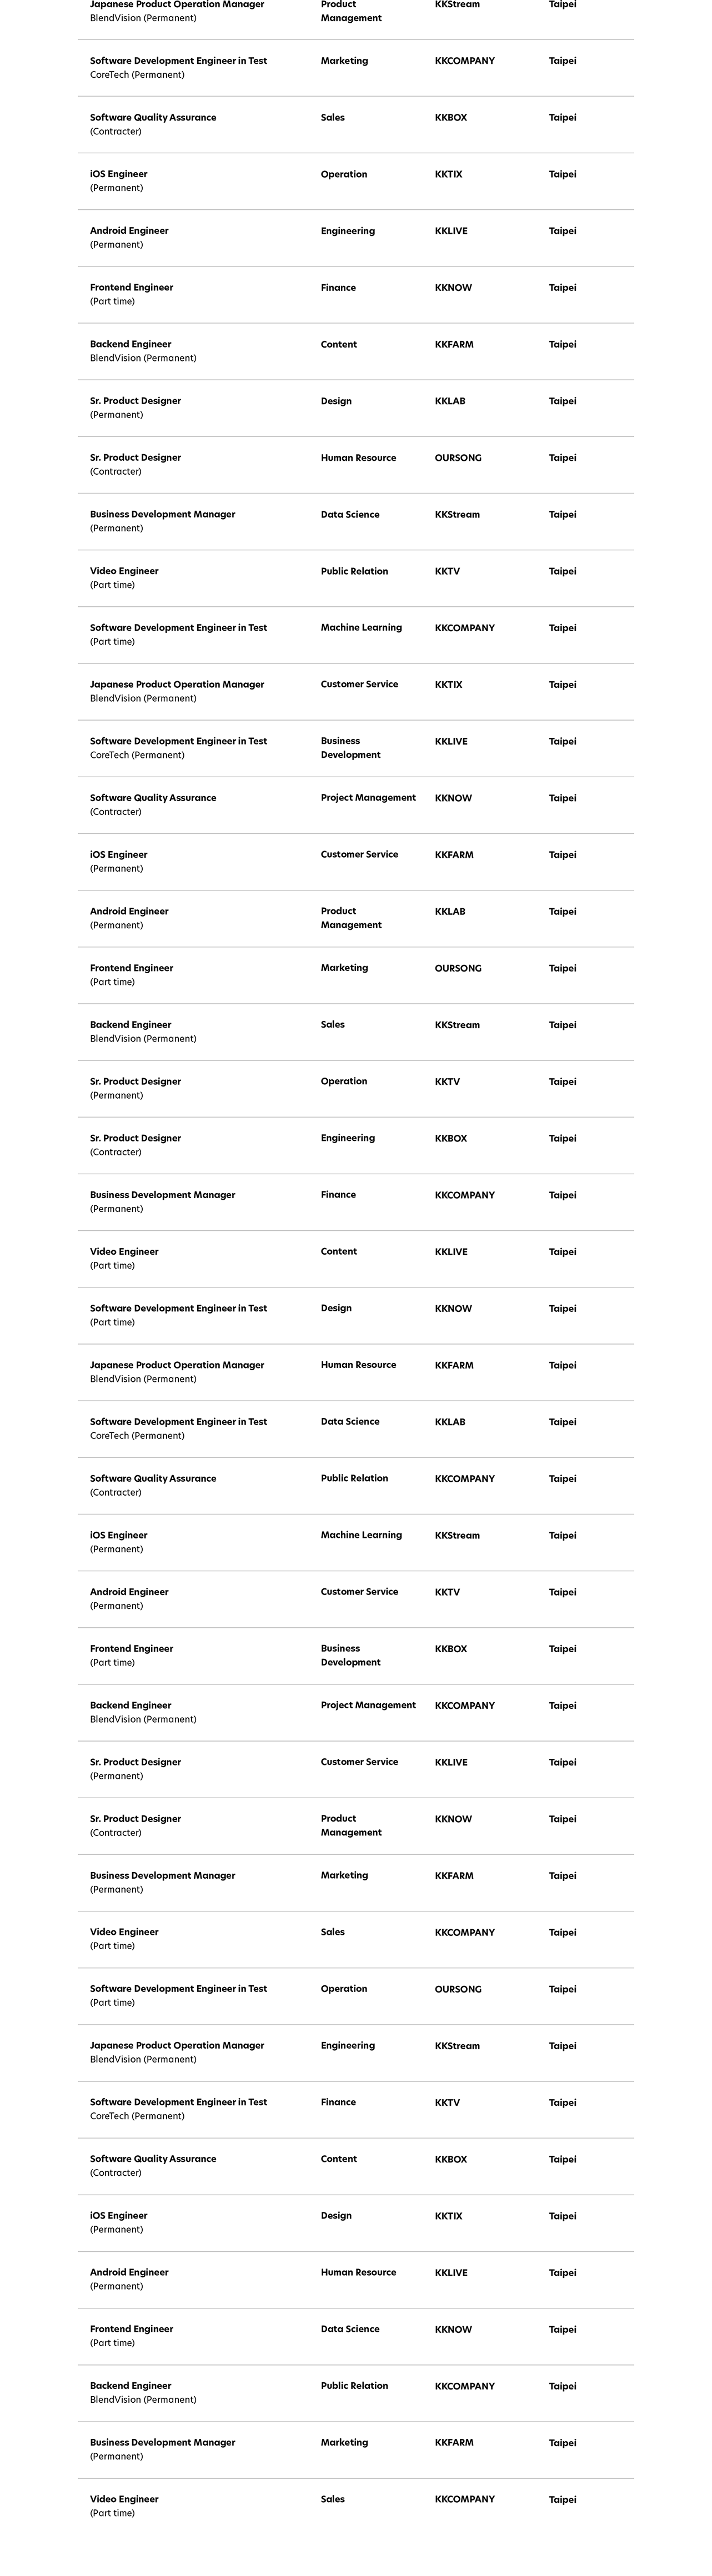 Japanese Product Operation Manager Product KKStream Taipei
BlendVision (Permanent) Management
Software Development Engineer in Test Marketing KKCOMPANY Taipei
CoreTech (Permanent)
Software Quality Assurance Sales KKBOX Taipei
(Contracter)
iOS Engineer Operation KKTIX Taipei
(Permanent)
Android Engineer Engineering KKLIVE Taipei
(Permanent)
Frontend Engineer Finance KKNOW Taipei
(Part time)
Backend Engineer Content KKFARM Taipei
BlendVision (Permanent)
Sr. Product Designer Design KKLAB Taipei
(Permanent)
Sr. Product Designer Human Resource OURSONG Taipei
(Contracter)
Business Development Manager Data Science KKStream Taipei
(Permanent)
Video Engineer Public Relation KKTV Taipei
(Part time)
Software Development Engineer in Test Machine Learning KKCOMPANY Taipei
(Part time)
Japanese Product Operation Manager Customer Service KKTIX Taipei
BlendVision (Permanent)
Software Development Engineer in Test Business KKLIVE Taipei
CoreTech (Permanent) Development
Software Quality Assurance Project Management KKNOW Taipei
(Contracter)
iOS Engineer Customer Service KKFARM Taipei
(Permanent)
Android Engineer Product KKLAB Taipei
(Permanent) Management
Frontend Engineer Marketing OURSONG Taipei
(Part time)
Backend Engineer Sales KKStream Taipei
BlendVision (Permanent)
Sr. Product Designer Operation KKTV Taipei
(Permanent)
Sr. Product Designer Engineering KKBOX Taipei
(Contracter)
Business Development Manager Finance KKCOMPANY Taipei
(Permanent)
Video Engineer Content KKLIVE Taipei
(Part time)
Software Development Engineer in Test Design KKNOW Taipei
(Part time)
Japanese Product Operation Manager Human Resource KKFARM Taipei
BlendVision (Permanent)
Software Development Engineer in Test Data Science KKLAB Taipei
CoreTech (Permanent)
Software Quality Assurance Public Relation KKCOMPANY Taipei
(Contracter)
iOS Engineer Machine Learning KKStream Taipei
(Permanent)
Android Engineer Customer Service KKTV Taipei
(Permanent)
Frontend Engineer Business KKBOX Taipei
(Part time) Development
Backend Engineer Project Management KKCOMPANY Taipei
BlendVision (Permanent)
Sr. Product Designer Customer Service KKLIVE Taipei
(Permanent)
Sr. Product Designer Product KKNOW Taipei
(Contracter) Management
Business Development Manager Marketing KKFARM Taipei
(Permanent)
Video Engineer Sales KKCOMPANY Taipei
(Part time)
Software Development Engineer in Test Operation OURSONG Taipei
(Part time)
Japanese Product Operation Manager Engineering KKStream Taipei
BlendVision (Permanent)
Software Development Engineer in Test Finance KKTV Taipei
CoreTech (Permanent)
Software Quality Assurance Content KKBOX Taipei
(Contracter)
iOS Engineer Design KKTIX Taipei
(Permanent)
Android Engineer Human Resource KKLIVE Taipei
(Permanent)
Frontend Engineer Data Science KKNOW Taipei
(Part time)
Backend Engineer Public Relation KKCOMPANY Taipei
BlendVision (Permanent)
Business Development Manager Marketing KKFARM Taipei
(Permanent)
Video Engineer Sales KKCOMPANY Taipei
(Part time)